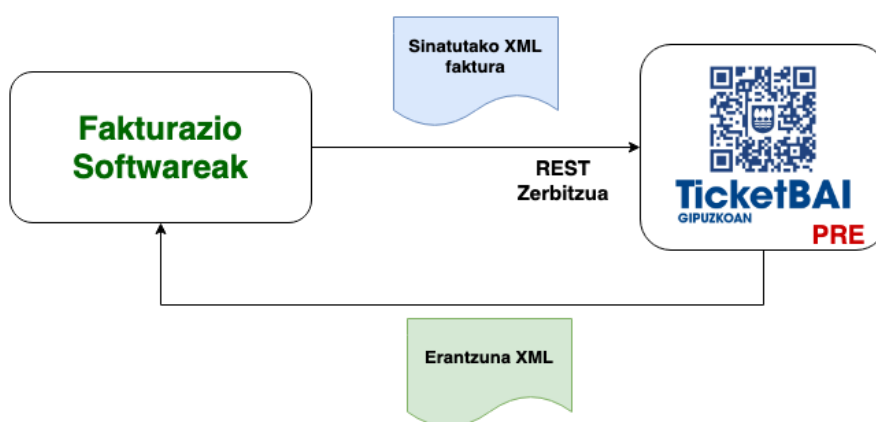 Sinatutako XML
faktura
Fakturazio
Softwareak
REST
Zerbitzua
TicketBAI
GIPUZKOAN
PRE
Erantzuna XML